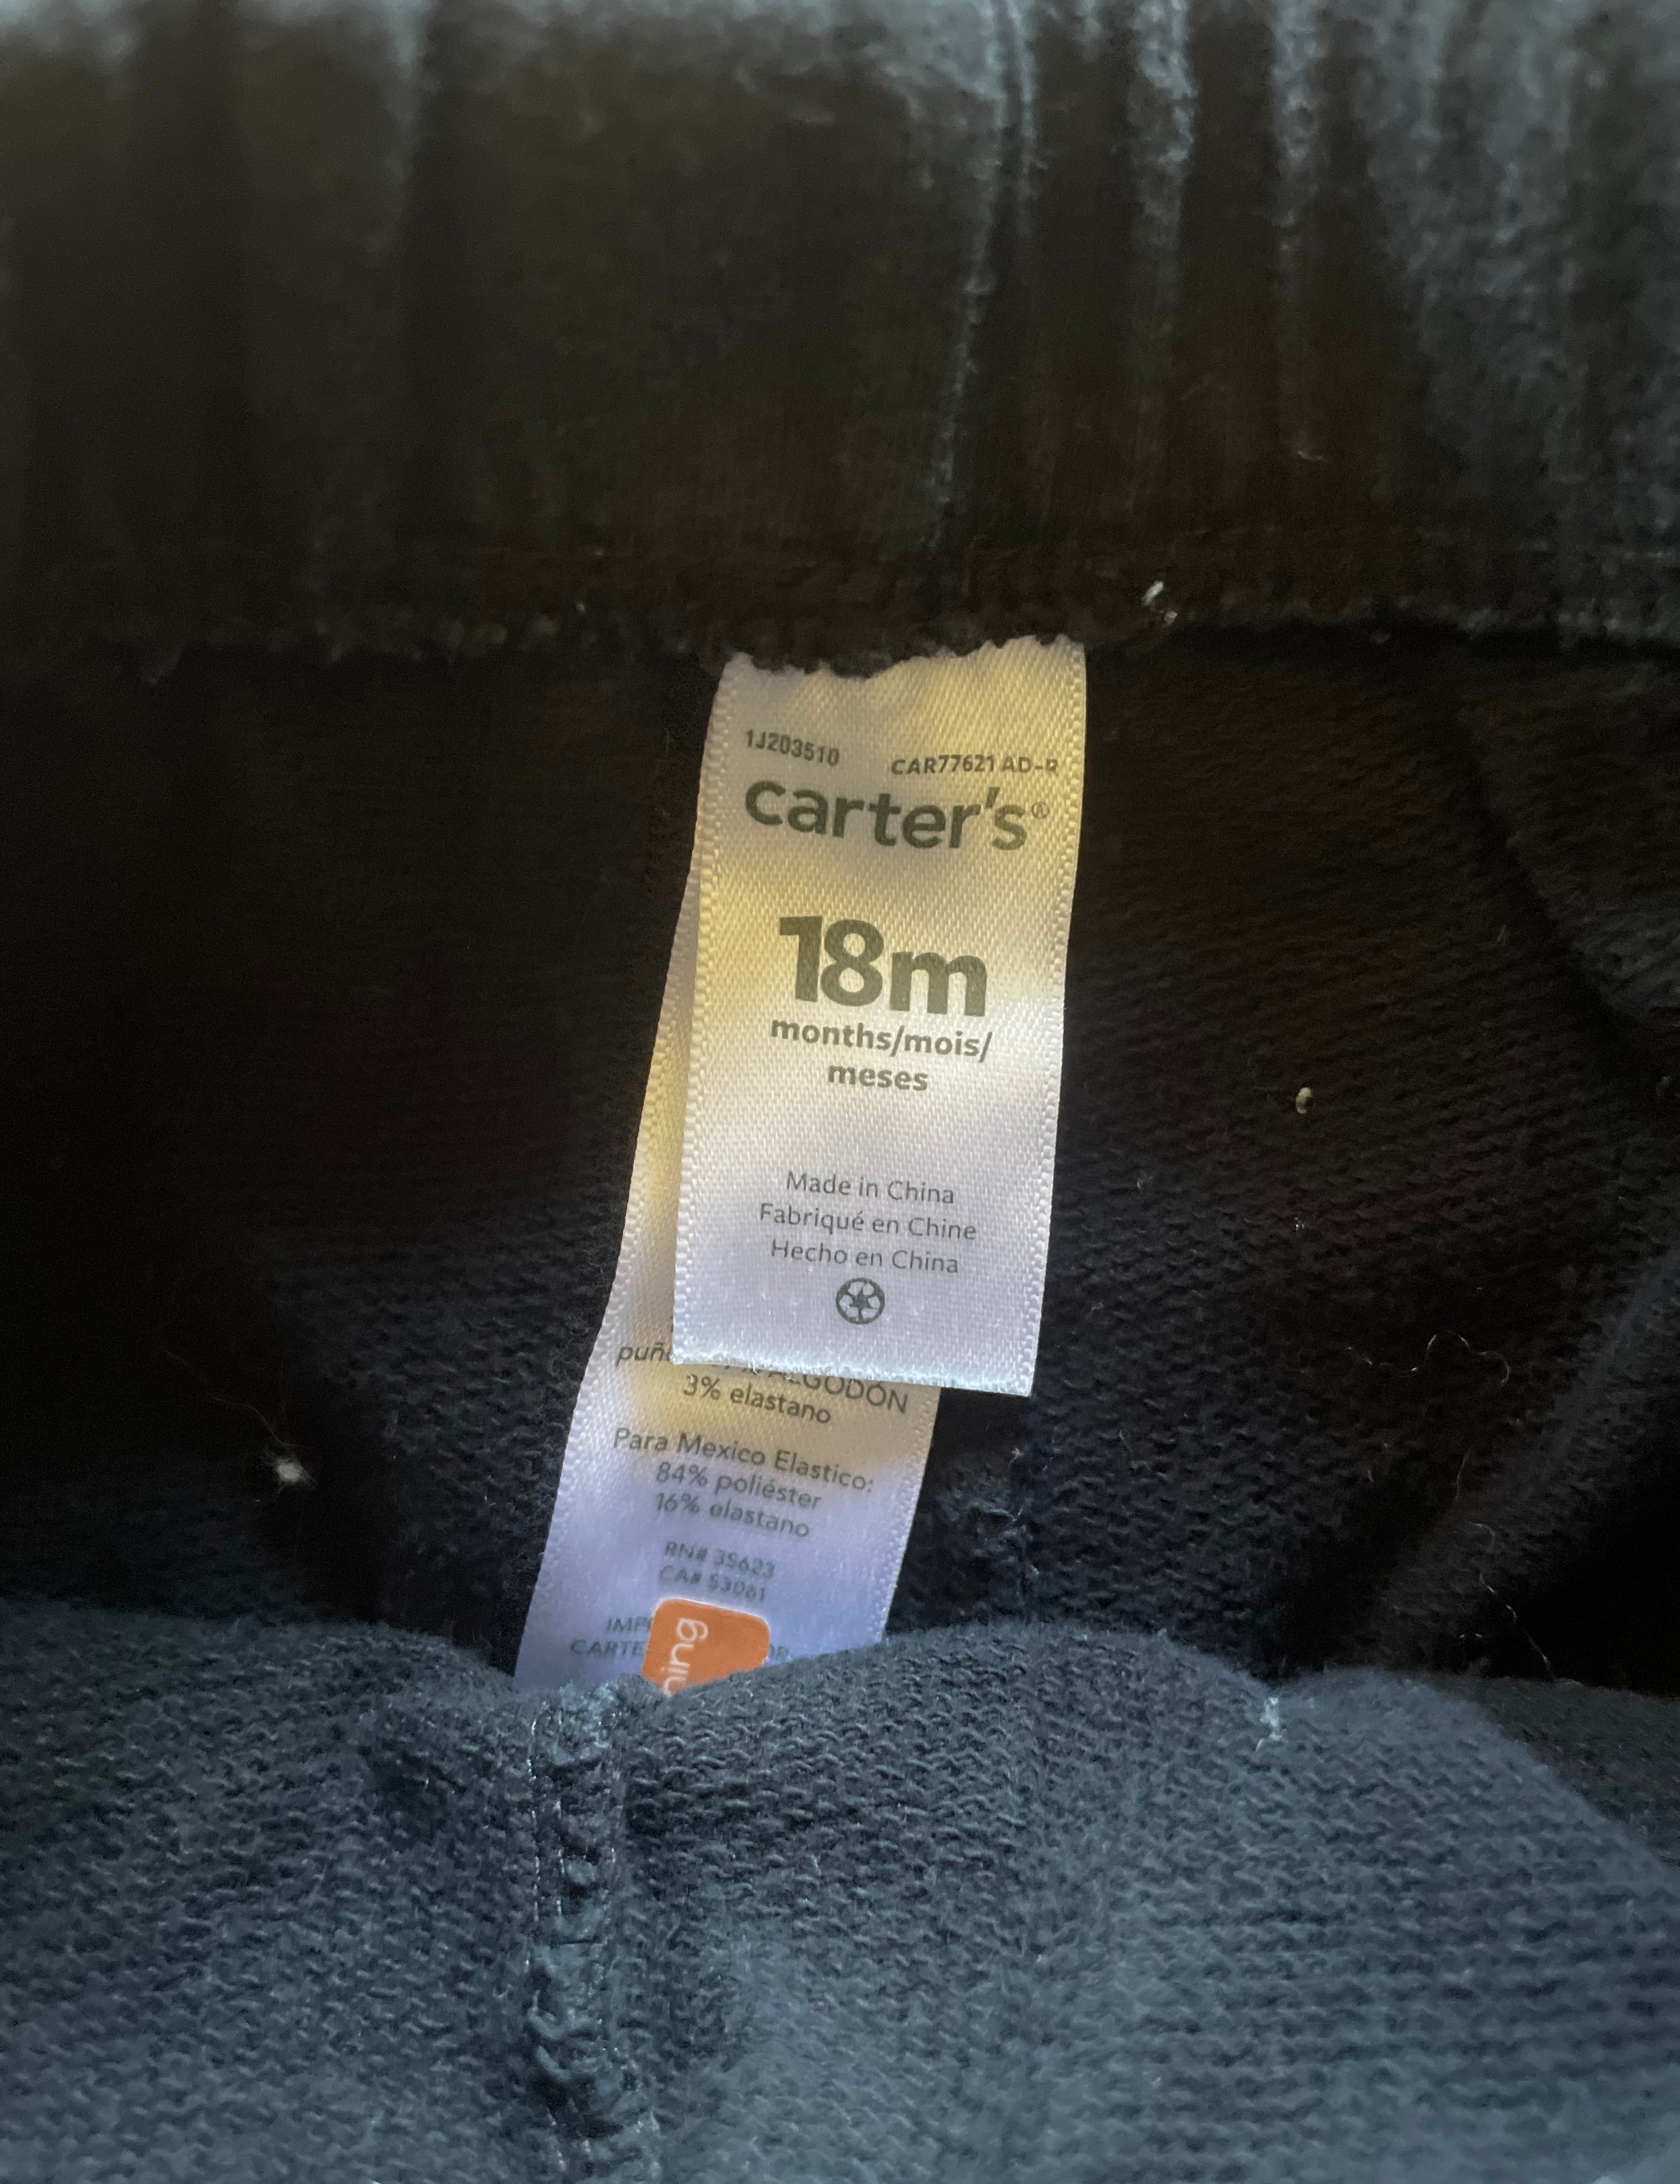 1J203510 CAR77621 AD-R
carter's®
18m
months/mois/
meses
Made in China
Fabriqué en Chine
Hecho en China
ALGODÓN
3% elastano
Para Mexico Elastico:
84% poliéster
16% elastano
RN# 35623
CA# 53061